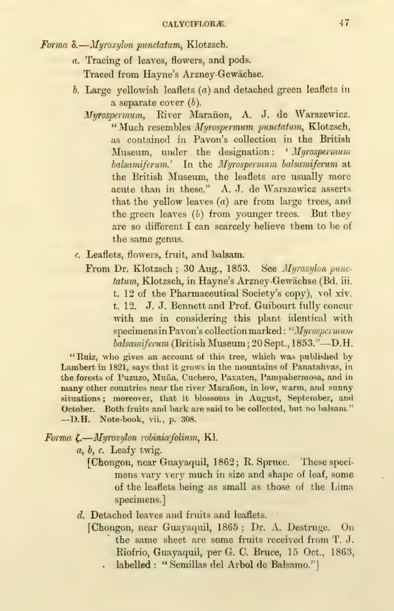 CALYCIFLORÆ. 47
Forma δ.—Myroxylon punctatum, Klotzsch.
a. Tracing of leaves, flowers, and pods.
Traced from Hayne's Arzney-Gewächse.
b. Large yellowish leaflets (a) and detached green leaflets in
a separate cover (b).
Myrospermum, River Marañon, A. J. de Warszewicz.
"Much resembles Myrospermum punctatum, Klotzsch,
as contained in Pavon's collection in the British
Museum, under the designation: 'Myrospermum
balsamiferum.' In the Myrospermum balsamiferum at
the British Museum, the leaflets are usually more
acute than in these." A. J. de Warszewicz asserts
that the yellow leaves (a) are from large trees, and
the green leaves (b) from younger trees. But they
are so different I can scarcely believe them to be of
the same genus.
c. Leaflets, flowers, fruit, and balsam.
From Dr. Klotzsch; 30 Aug., 1853. See Myroxylon punc-
tatum, Klotzsch, in Hayne's Arzney-Gewächse (Bd. iii.
t. 12 of the Pharmaceutical Society's copy), vol xiv.
t. 12. J. J. Bennett and Prof. Guibourt fully concur
with me in considering this plant identical with
specimens in Pavon's collection marked: "Myrospermum
balsamiferum (British Museum; 20 Sept., 1853."—D.H.
"Ruiz, who gives an account of this tree, which was published by
Lambert in 1821, says that it grows in the mountains of Panatahvas, in
the forests of Puzuzo, Muña, Cuchero, Paxaten, Pampahermosa, and in
many other countries near the river Marañon, in low, warm, and sunny
situations; moreover, that it blossoms in August, September, and
October. Both fruits and bark are said to be collected, but no balsam."
—D.H. Note-book, vii., p. 308.
Forma ζ.—Myroxylon robiniæfolium, Kl.
a, b, c. Leafy twig.
[Chongon, near Guayaquil, 1862; R. Spruce. These speci-
mens vary very much in size and shape of leaf, some
of the leaflets being as small as those of the Lima
specimens.]
d. Detached leaves and fruits and leaflets.
[Chongon, near Guayaquil, 1865; Dr. A. Destruge. On
the same sheet are some fruits received from T. J.
Riofrio, Guayaquil, per G. C. Bruce, 15 Oct., 1863,
labelled: "Semillas del Arbol de Balsamo."]